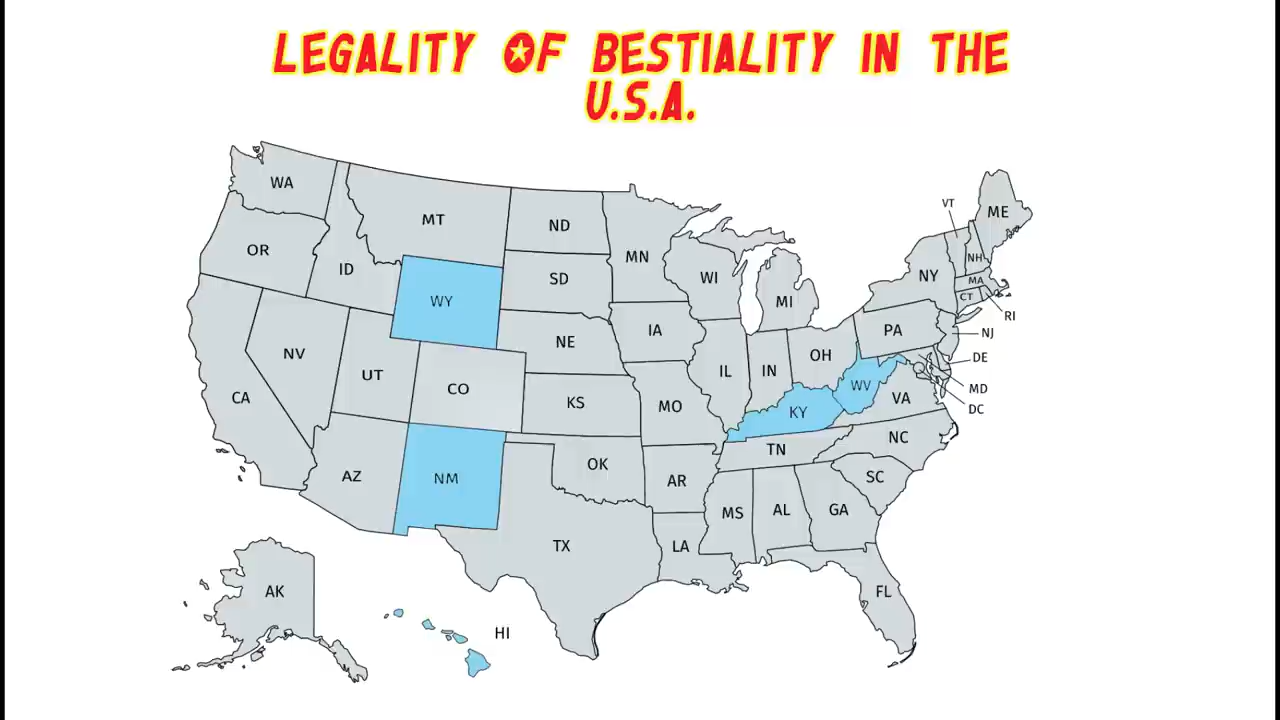 LEGALITY OF BESTIALITY IN THE
U.S.A.
WA
MT
ND
MN
VT
ME
OR
ID
SD
WI
NH
NY
MA
WY
MI
CT
RI
NE
IA
PA
NJ
NV
OH
DE
UT
CO
IL
IN
WV
MD
CA
KS
MO
KY
VA
DC
AZ
NM
OK
TN
NC
AR
SC
TX
LA
MS
AL
GA
AK
HI
FL